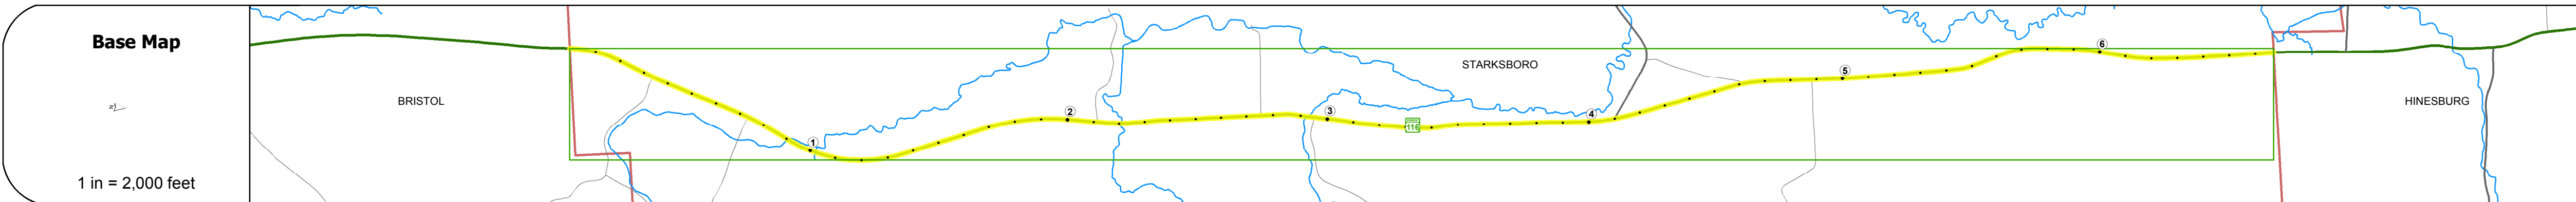 Base Map
N
1 in = 2,000 feet
BRISTOL
1
2
3
116
STARKSBORO
4
5
6
HINESBURG